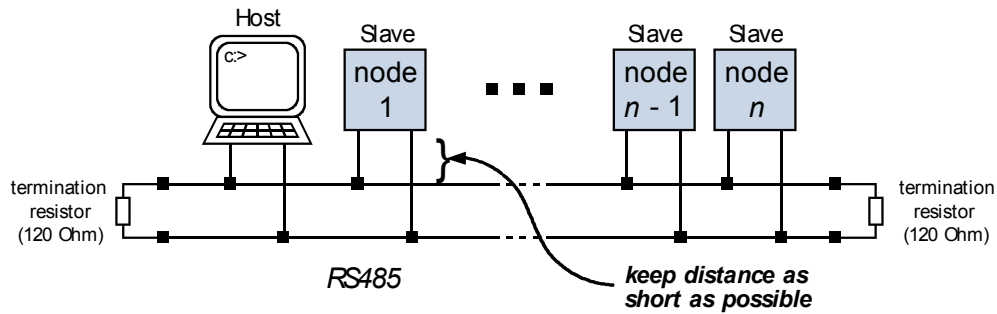 Host
c:>
Slave
node
1
Slave
node
n - 1
Slave
node
n
termination
resistor
(120 Ohm)
termination
resistor
(120 Ohm)
RS485
keep distance as
short as possible